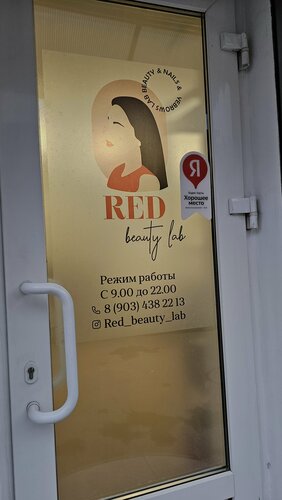 BEAUTY & NAILS &
YEBROWS LAB
RED
beauty lab
Я
Хорошее
место
Режим работы
С 9.00 до 22.00
8 (903) 438 22 13
Red_beauty_lab